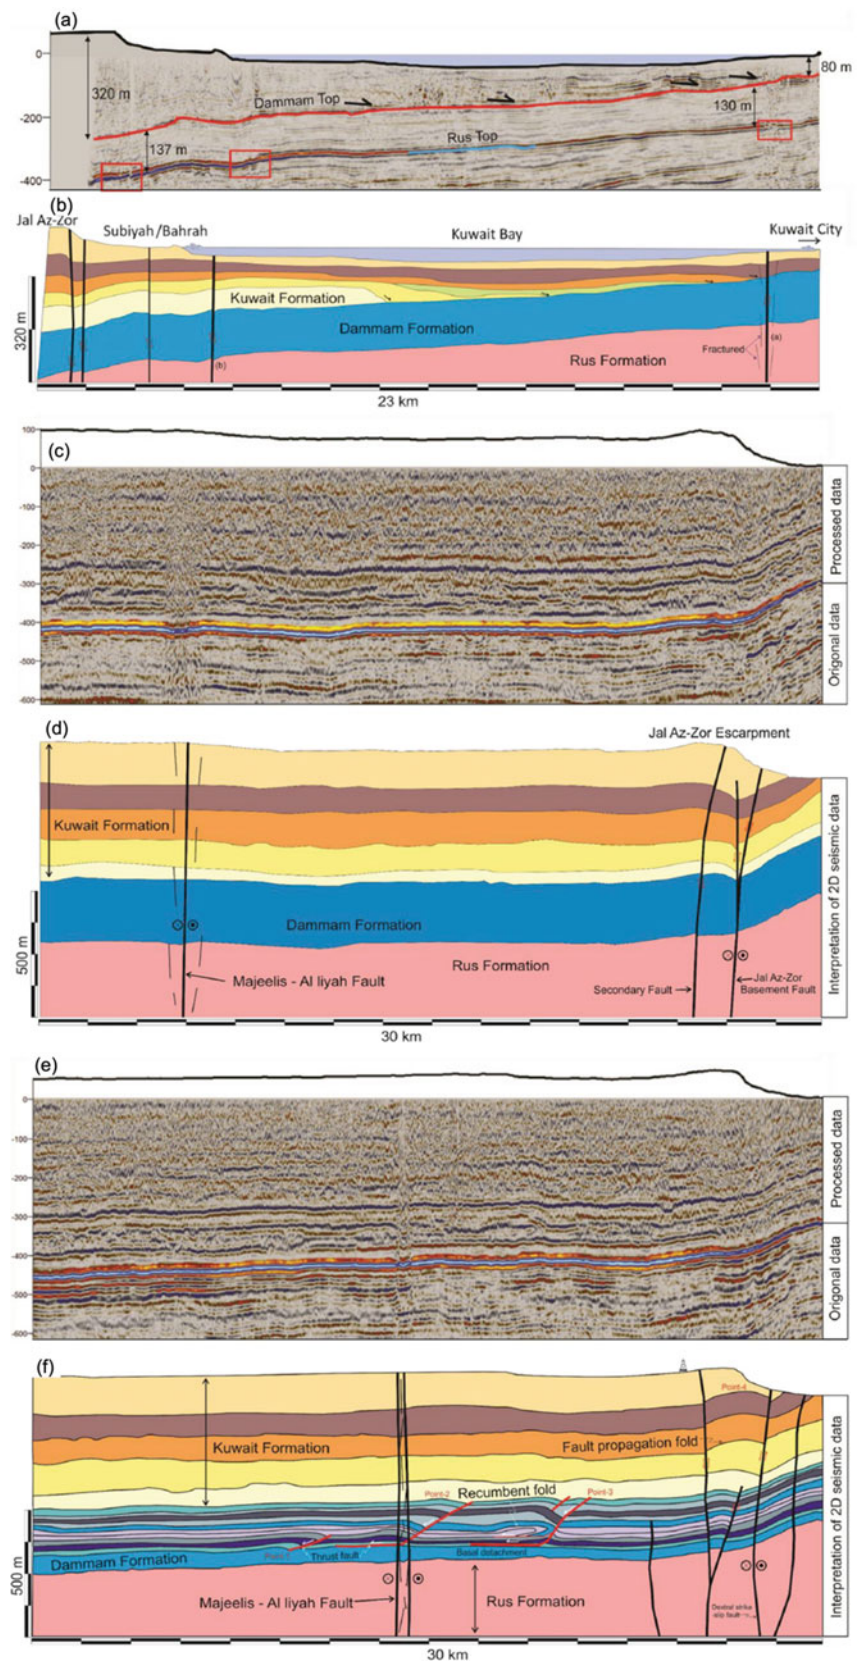 (a)
0
-200
-400
320 m
137 m
Dammam Top
Rus Top
130 m
80 m
(b)
Jal Az-Zor
Subiyah/Bahrah
Kuwait Bay
Kuwait City
Kuwait Formation
Dammam Formation
Rus Formation
Fractured
(a)
(b)
320 m
23 km
(c)
100
0
-100
-200
-300
-400
-500
-600
Processed data
Origonal data
(d)
Jal Az-Zor Escarpment
Kuwait Formation
Dammam Formation
Rus Formation
Majeelis - Al liyah Fault
Secondary Fault
Jal Az-Zor
Basement Fault
500 m
Interpretation of 2D seismic data
30 km
(e)
0
-100
-200
-300
-400
-500
-600
Processed data
Origonal data
(f)
Point-4
Kuwait Formation
Fault propagation fold
Point-2
Recumbent fold
Point-3
Point-1
Thrust fault
Basal detachment
Dammam Formation
Majeelis - Al liyah Fault
Rus Formation
Dextral strike
-slip fault
500 m
Interpretation of 2D seismic data
30 km